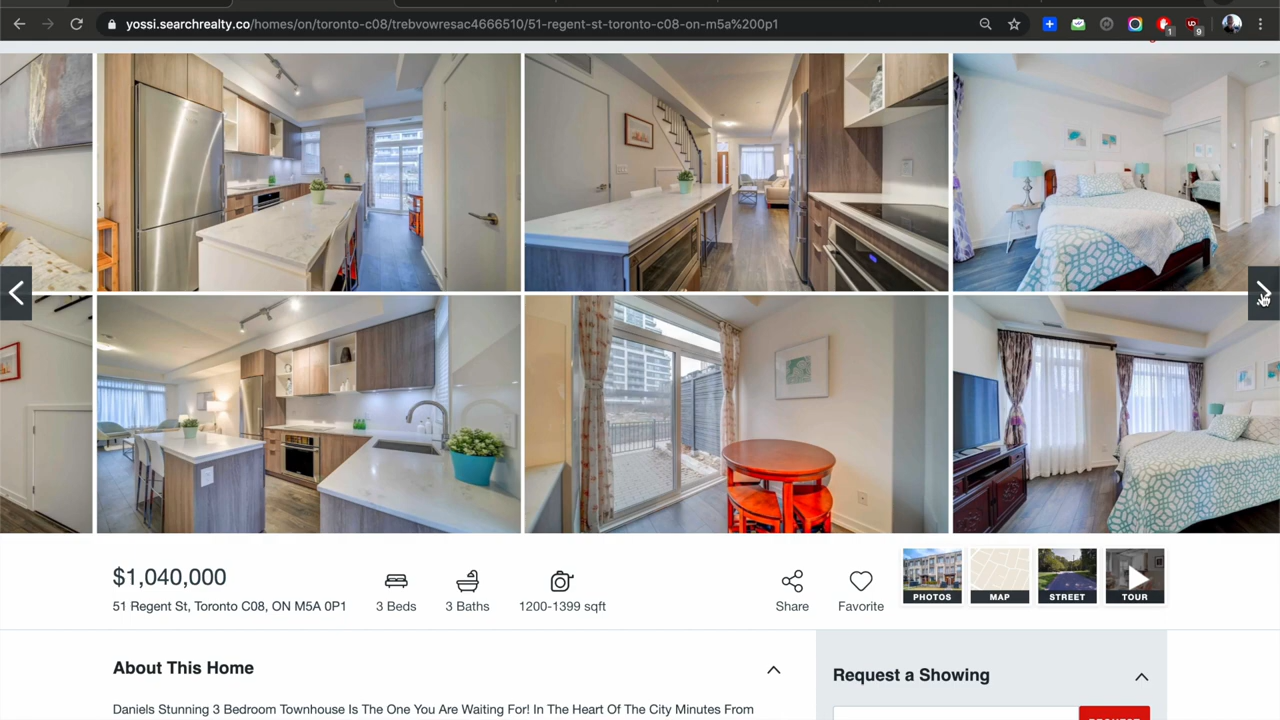 yossi.searchrealty.co/homes/on/toronto-c08/trebvowresac4666510/51-regent-st-toronto-c08-on-m5a%200p1
1
9
$1,040,000
51 Regent St, Toronto C08, ON M5A 0P1
3 Beds
3 Baths
1200-1399 sqft
Share
Favorite
PHOTOS
MAP
STREET
TOUR
About This Home
Request a Showing
Daniels Stunning 3 Bedroom Townhouse Is The One You Are Waiting For! In The Heart Of The City Minutes From
REQUEST